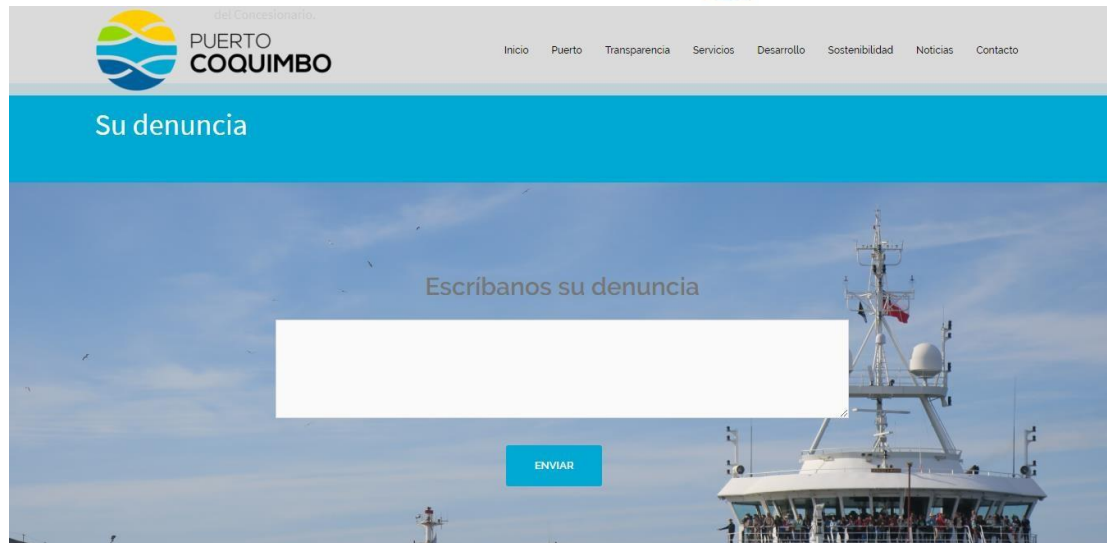 del Concesionario.
PUERTO
COQUIMBO
Inicio Puerto Transparencia Servicios Desarrollo Sostenibilidad Noticias Contacto
Su denuncia
Escríbanos su denuncia
ENVIAR